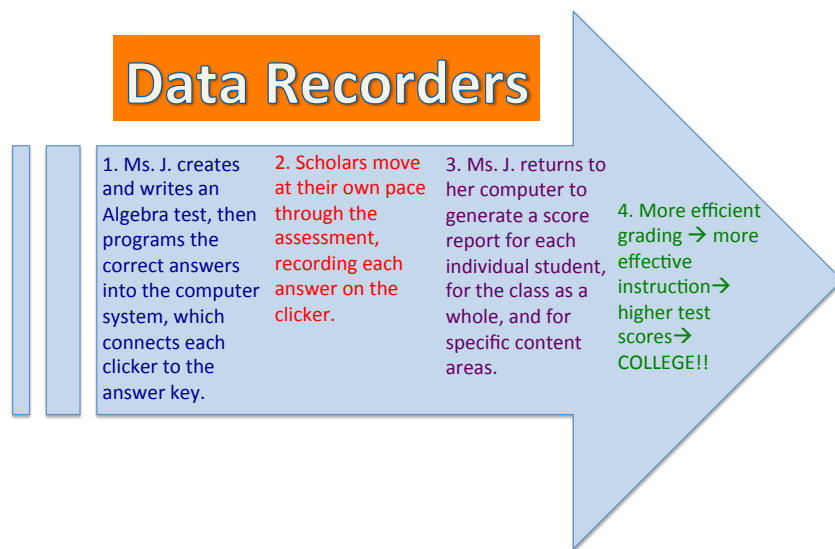 Data Recorders
1. Ms. J. creates
and writes an
Algebra test, then
programs the
correct answers
into the computer
system, which
connects each
clicker to the
answer key.
2. Scholars move
at their own pace
through the
assessment,
recording each
answer on the
clicker.
3. Ms. J. returns to
her computer to
generate a score
report for each
individual student,
for the class as a
whole, and for
specific content
areas.
4. More efficient
grading → more
effective
instruction→
higher test
scores→
COLLEGE!!